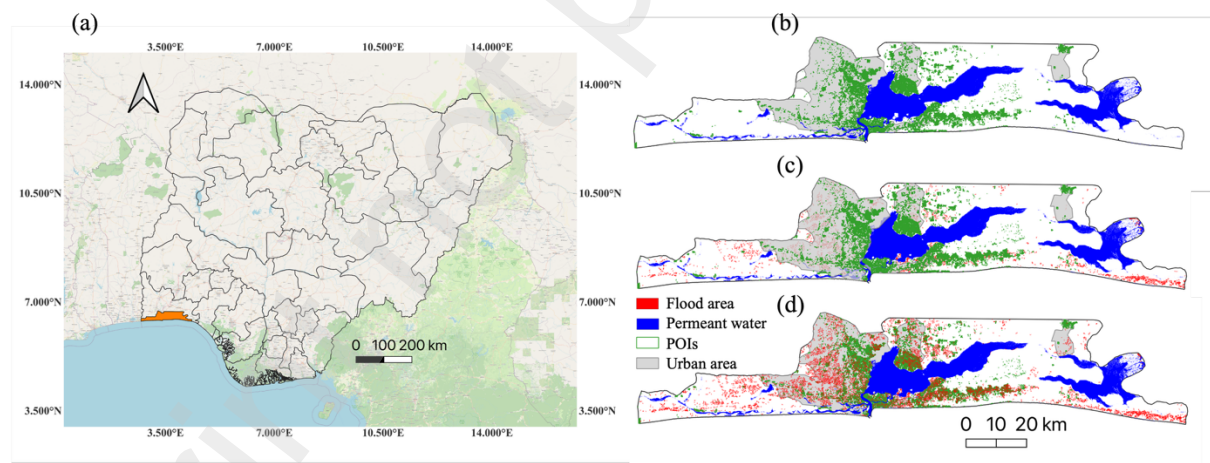 (a)
3.500°E 7.000°E 10.500°E 14.000°E
14.000°N 14.000°N
10.500°N 10.500°N
7.000°N 7.000°N
3.500°N 3.500°N
0 100 200 km
3.500°E 7.000°E 10.500°E 14.000°E
(b)
(c)
Flood area
Permeant water
POIs
Urban area
(d)
0 10 20 km